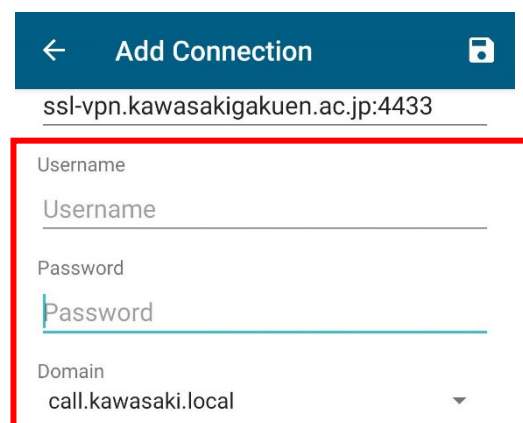 Add Connection
ssl-vpn.kawasakigakuen.ac.jp:4433
Username
Username
Password
Password
Domain
call.kawasaki.local